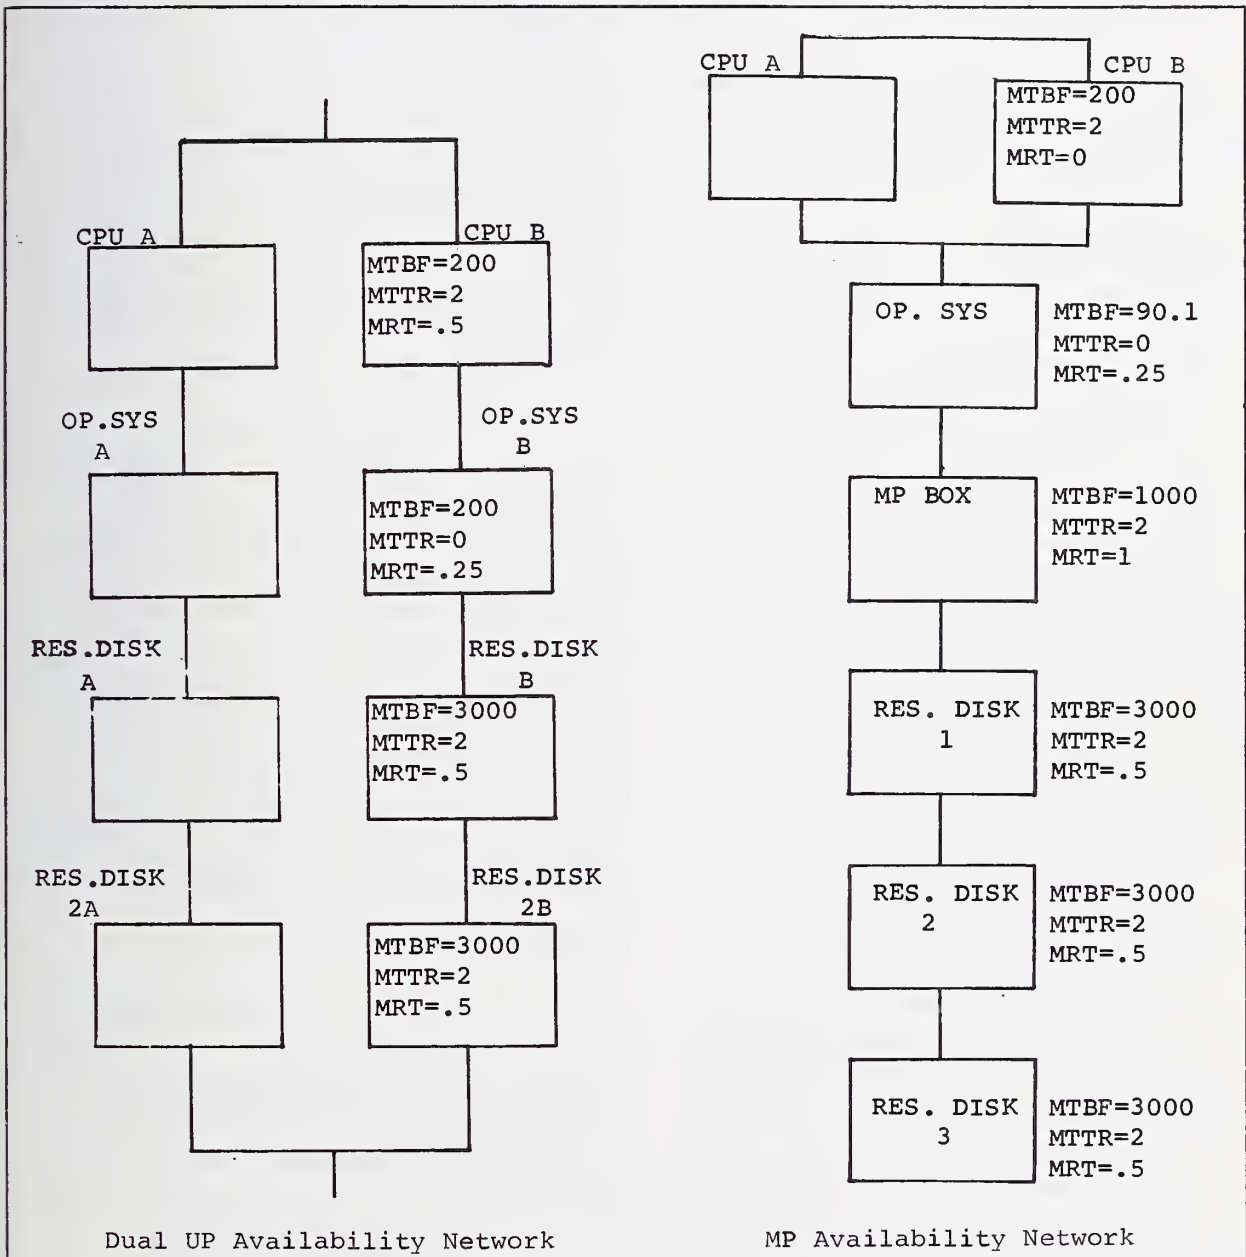 CPU A
CPU B
MTBF=200
MTTR=2
MRT=.5
OP.SYS
A
OP.SYS
B
MTBF=200
MTTR=0
MRT=.25
RES.DISK
A
RES.DISK
B
MTBF=3000
MTTR=2
MRT=.5
RES.DISK
2A
RES.DISK
2B
MTBF=3000
MTTR=2
MRT=.5
Dual UP Availability Network
CPU A
CPU B
MTBF=200
MTTR=2
MRT=0
OP. SYS
MTBF=90.1
MTTR=0
MRT=.25
MP BOX
MTBF=1000
MTTR=2
MRT=1
RES. DISK
1
MTBF=3000
MTTR=2
MRT=.5
RES. DISK
2
MTBF=3000
MTTR=2
MRT=.5
RES. DISK
3
MTBF=3000
MTTR=2
MRT=.5
MP Availability Network